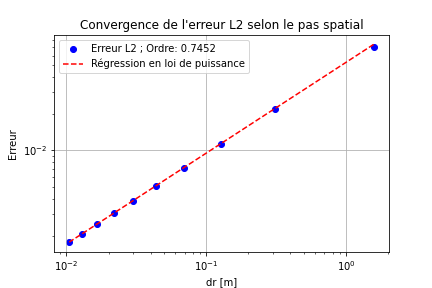 Convergence de l'erreur L2 selon le pas spatial
Erreur L2 ; Ordre: 0.7452
Régression en loi de puissance
Erreur
10⁻²
10⁻² 10⁻¹ 10⁰
dr [m]